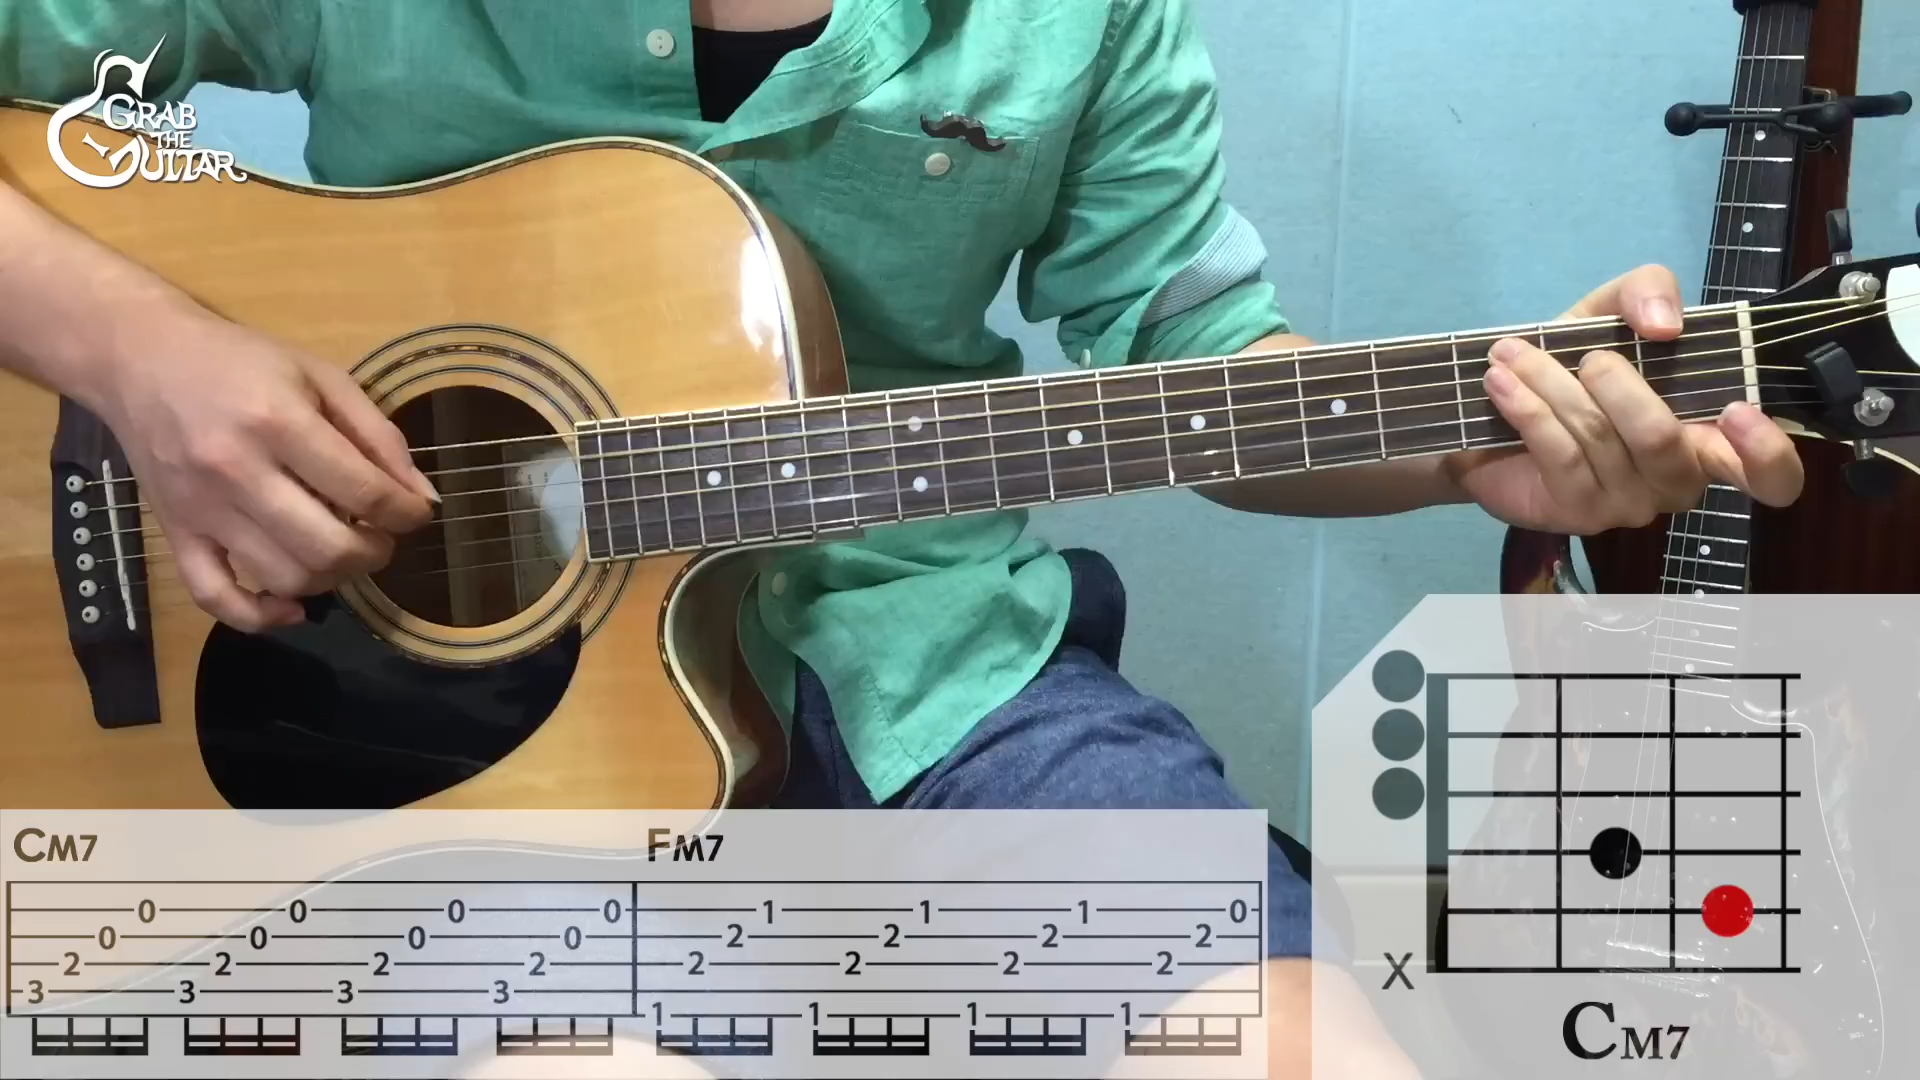 GRAB
THE
GUITAR
CM7 FM7
0 0 0 0 1 1 1 0
0 0 0 0 2 2 2 2
2 2 2 2 2 2 2 2
3 3 3 3
1 1 1 1
X
CM7